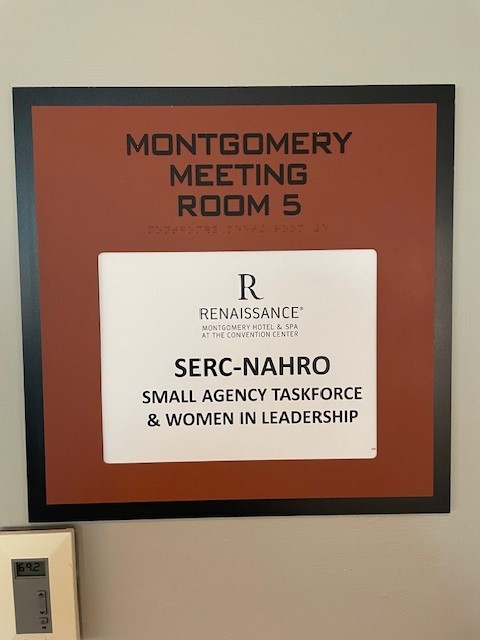 MONTGOMERY
MEETING
ROOM 5
R
RENAISSANCE®
MONTGOMERY HOTEL & SPA
AT THE CONVENTION CENTER
SERC-NAHRO
SMALL AGENCY TASKFORCE
& WOMEN IN LEADERSHIP
69.2